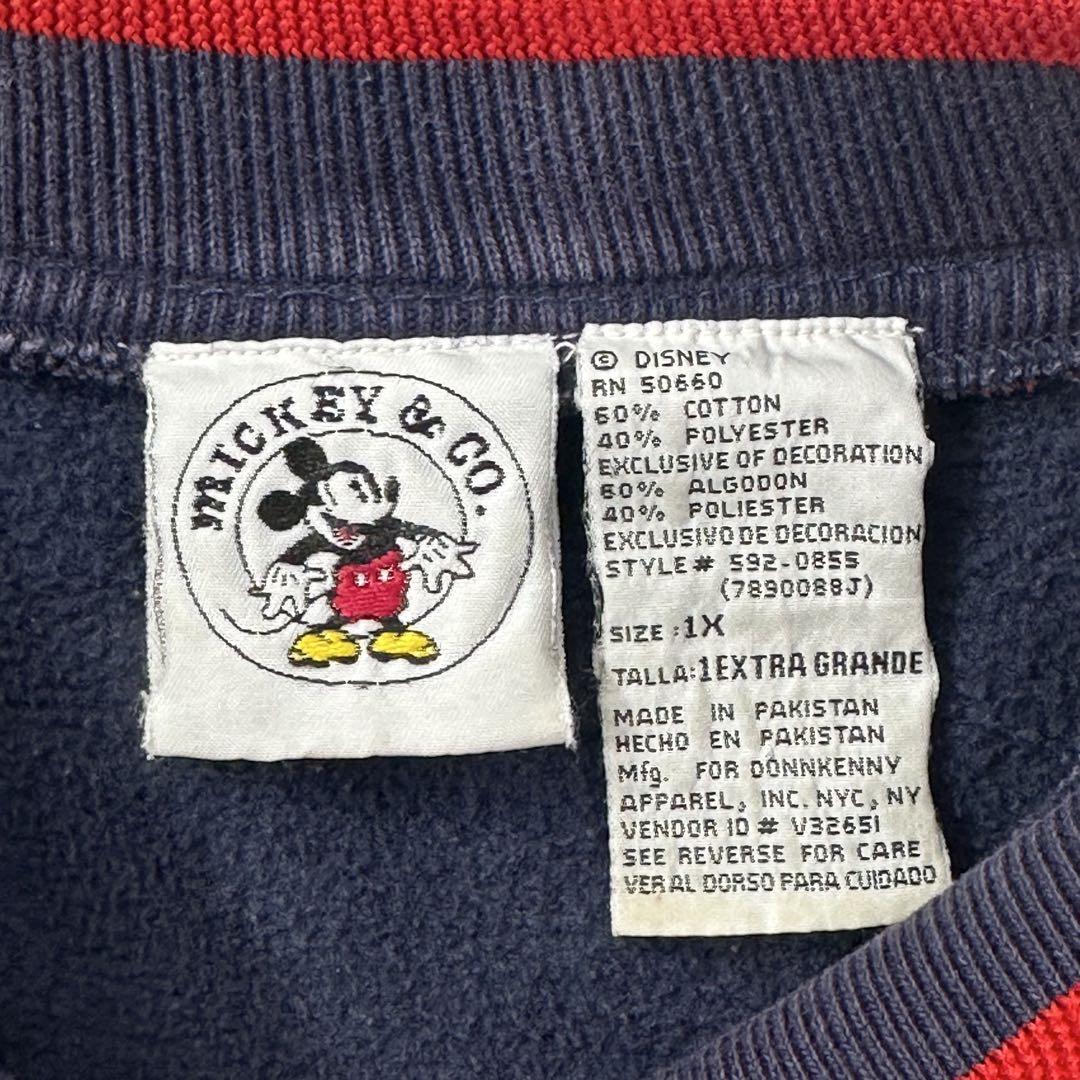 MICKEY & CO.
© DISNEY
RN 50660
60% COTTON
40% POLYESTER
EXCLUSIVE OF DECORATION
60% ALGODON
40% POLIESTER
EXCLUSIVO DE DECORACION
STYLE# 592-0855
(7890088J)
SIZE : 1X
TALLA: 1EXTRA GRANDE
MADE IN PAKISTAN
HECHO EN PAKISTAN
Mfg. FOR DONNKENNY
APPAREL, INC. NYC, NY
VENDOR ID # V32651
SEE REVERSE FOR CARE
VER AL DORSO PARA CUIDADO